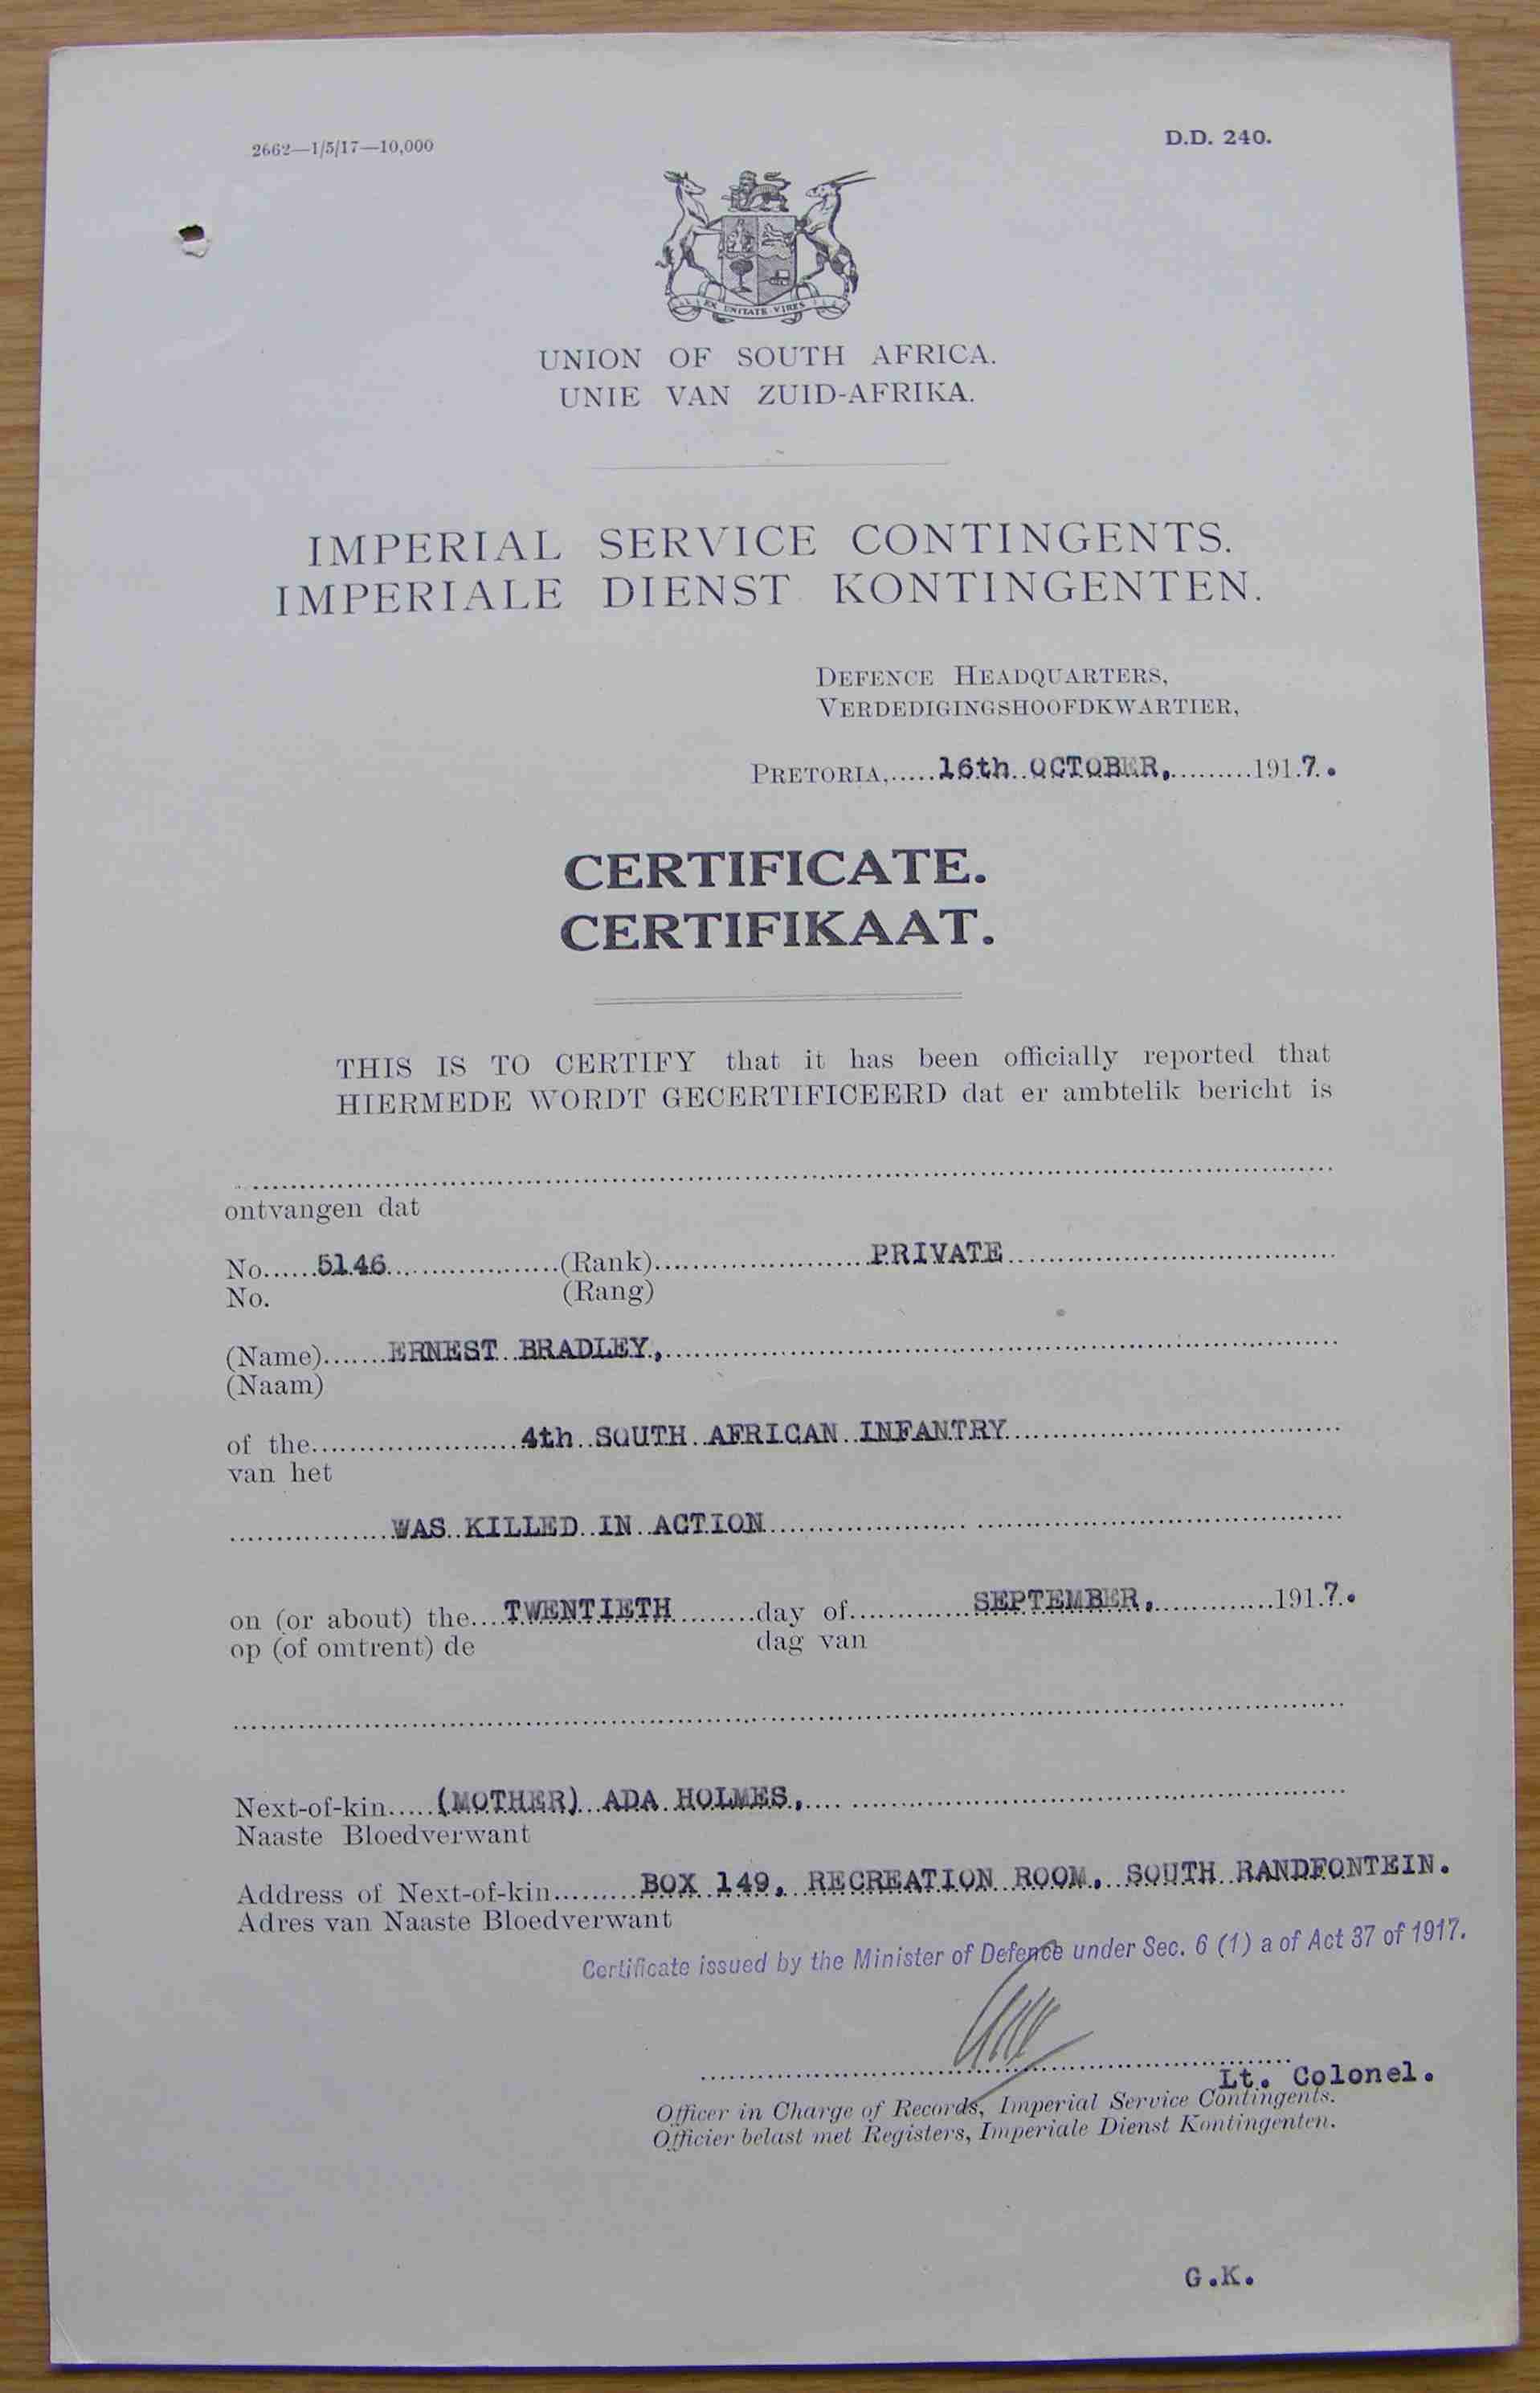 2662—1/5/17—10,000
D.D. 240.
EX UNITATE VIRES
UNION OF SOUTH AFRICA.
UNIE VAN ZUID-AFRIKA.
IMPERIAL SERVICE CONTINGENTS.
IMPERIALE DIENST KONTINGENTEN.
DEFENCE HEADQUARTERS,
VERDEDIGINGSHOOFDKWARTIER,
PRETORIA,.....16th OCTOBER,.........1917.
CERTIFICATE.
CERTIFIKAAT.
THIS IS TO CERTIFY that it has been officially reported that
HIERMEDE WORDT GECERTIFICEERD dat er ambtelik bericht is
ontvangen dat
No......5146..................(Rank).......................PRIVATE
No. (Rang)
(Name).......ERNEST BRADLEY,
(Naam)
of the......................4th SOUTH AFRICAN INFANTRY
van het
WAS KILLED IN ACTION
on (or about) the....TWENTIETH.........day of.............SEPTEMBER,.............1917.
op (of omtrent) de dag van
Next-of-kin.....(MOTHER) ADA HOLMES,
Naaste Bloedverwant
Address of Next-of-kin.........BOX 149, RECREATION ROOM, SOUTH RANDFONTEIN.
Adres van Naaste Bloedverwant
Certificate issued by the Minister of Defence under Sec. 6 (1) a of Act 37 of 1917.
Lt. Colonel.
Officer in Charge of Records, Imperial Service Contingents.
Officier belast met Registers, Imperiale Dienst Kontingenten.
G.K.